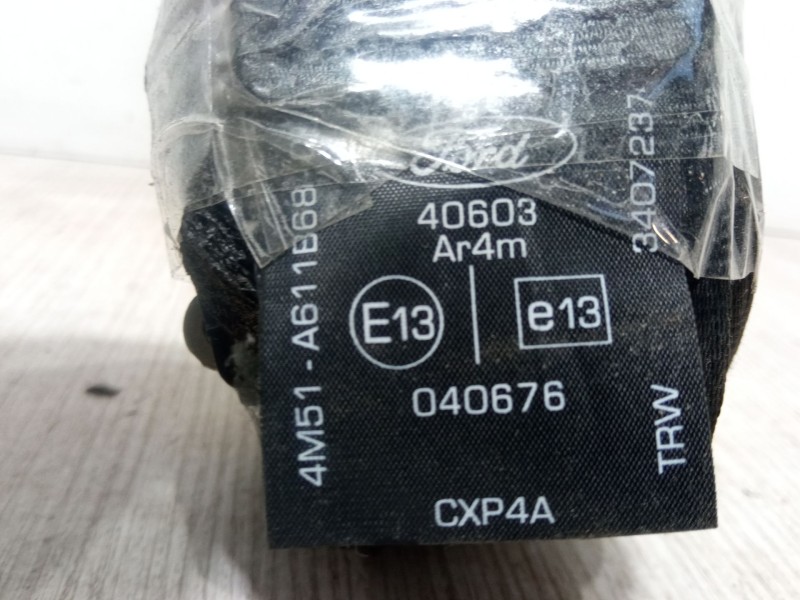 Ford
40603
Ar4m
E13 e13
040676
CXP4A
4M51-A611B68
3407237
TRW